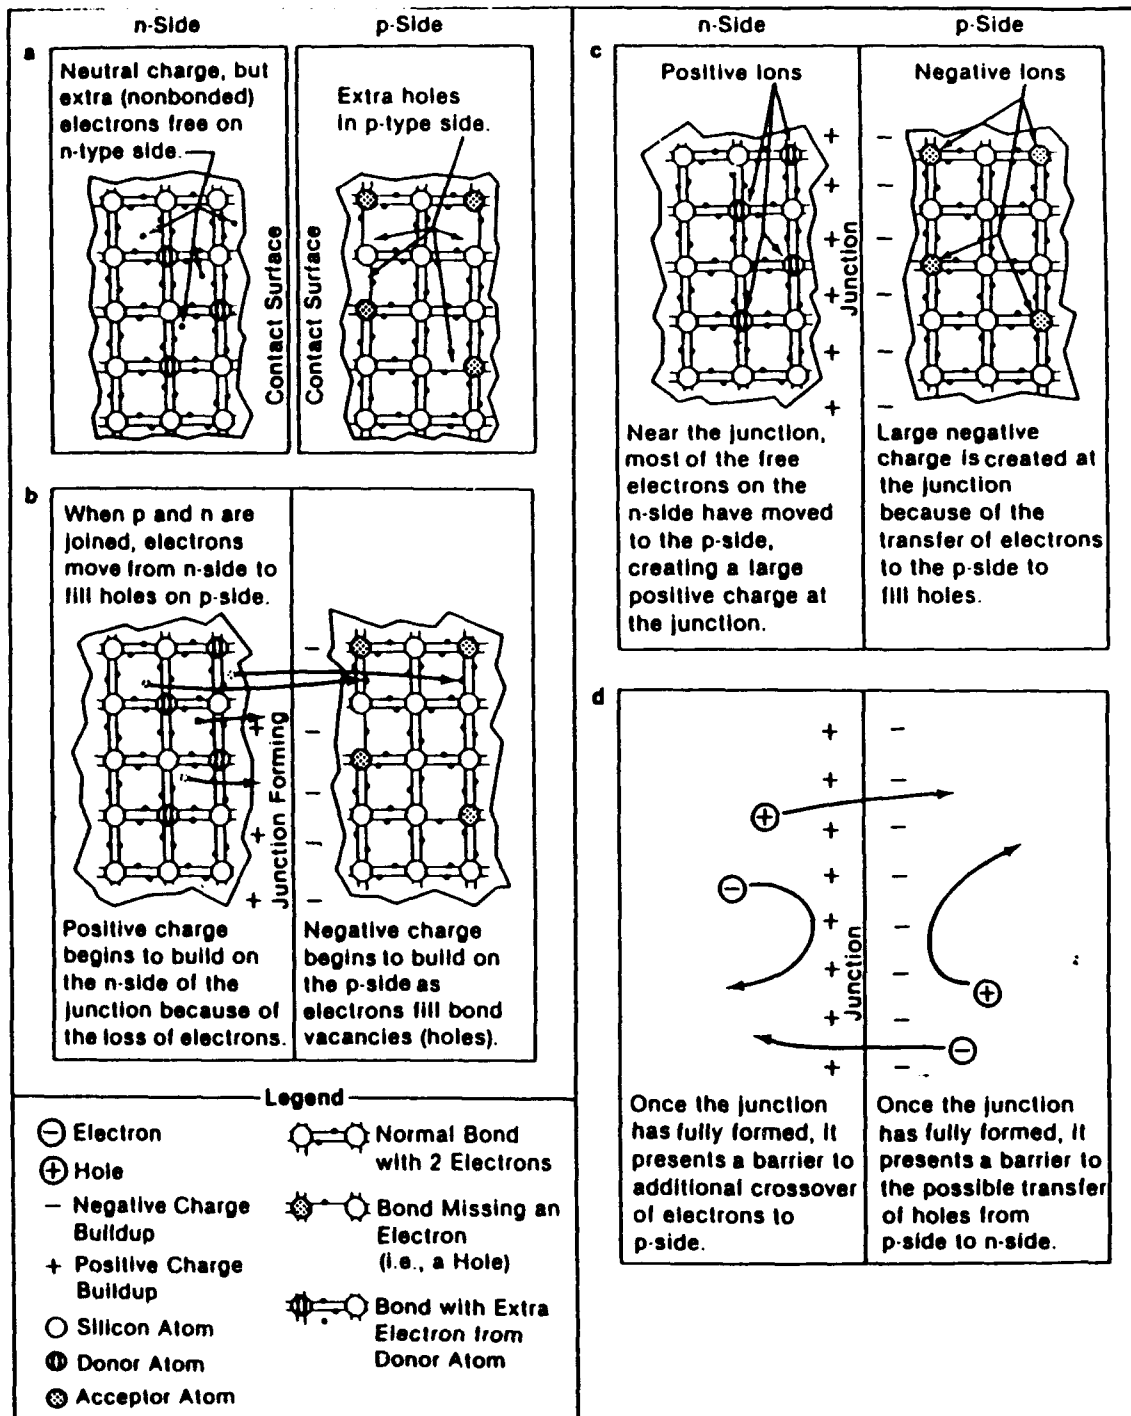 n-Side
p-Side
a
Neutral charge, but
extra (nonbonded)
electrons free on
n-type side.
Contact Surface
Extra holes
in p-type side.
Contact Surface
b
When p and n are
joined, electrons
move from n-side to
fill holes on p-side.
–
–
–
–
–
–
+
+
+
+
Junction Forming
Positive charge
begins to build on
the n-side of the
junction because of
the loss of electrons.
Negative charge
begins to build on
the p-side as
electrons fill bond
vacancies (holes).
Legend
– Electron
+ Hole
– Negative Charge
Buildup
+ Positive Charge
Buildup
Silicon Atom
Donor Atom
Acceptor Atom
Normal Bond
with 2 Electrons
Bond Missing an
Electron
(i.e., a Hole)
Bond with Extra
Electron from
Donor Atom
n-Side
p-Side
c
Positive Ions
Negative Ions
+ –
+ –
+ –
+ –
+ –
+ –
Junction
Near the junction,
most of the free
electrons on the
n-side have moved
to the p-side,
creating a large
positive charge at
the junction.
Large negative
charge is created at
the junction
because of the
transfer of electrons
to the p-side to
fill holes.
d
+ –
+ –
+
+ –
+ –
–
+ –
+ –
+
+ –
–
+ –
Junction
Once the junction
has fully formed, it
presents a barrier to
additional crossover
of electrons to
p-side.
Once the junction
has fully formed, it
presents a barrier to
the possible transfer
of holes from
p-side to n-side.